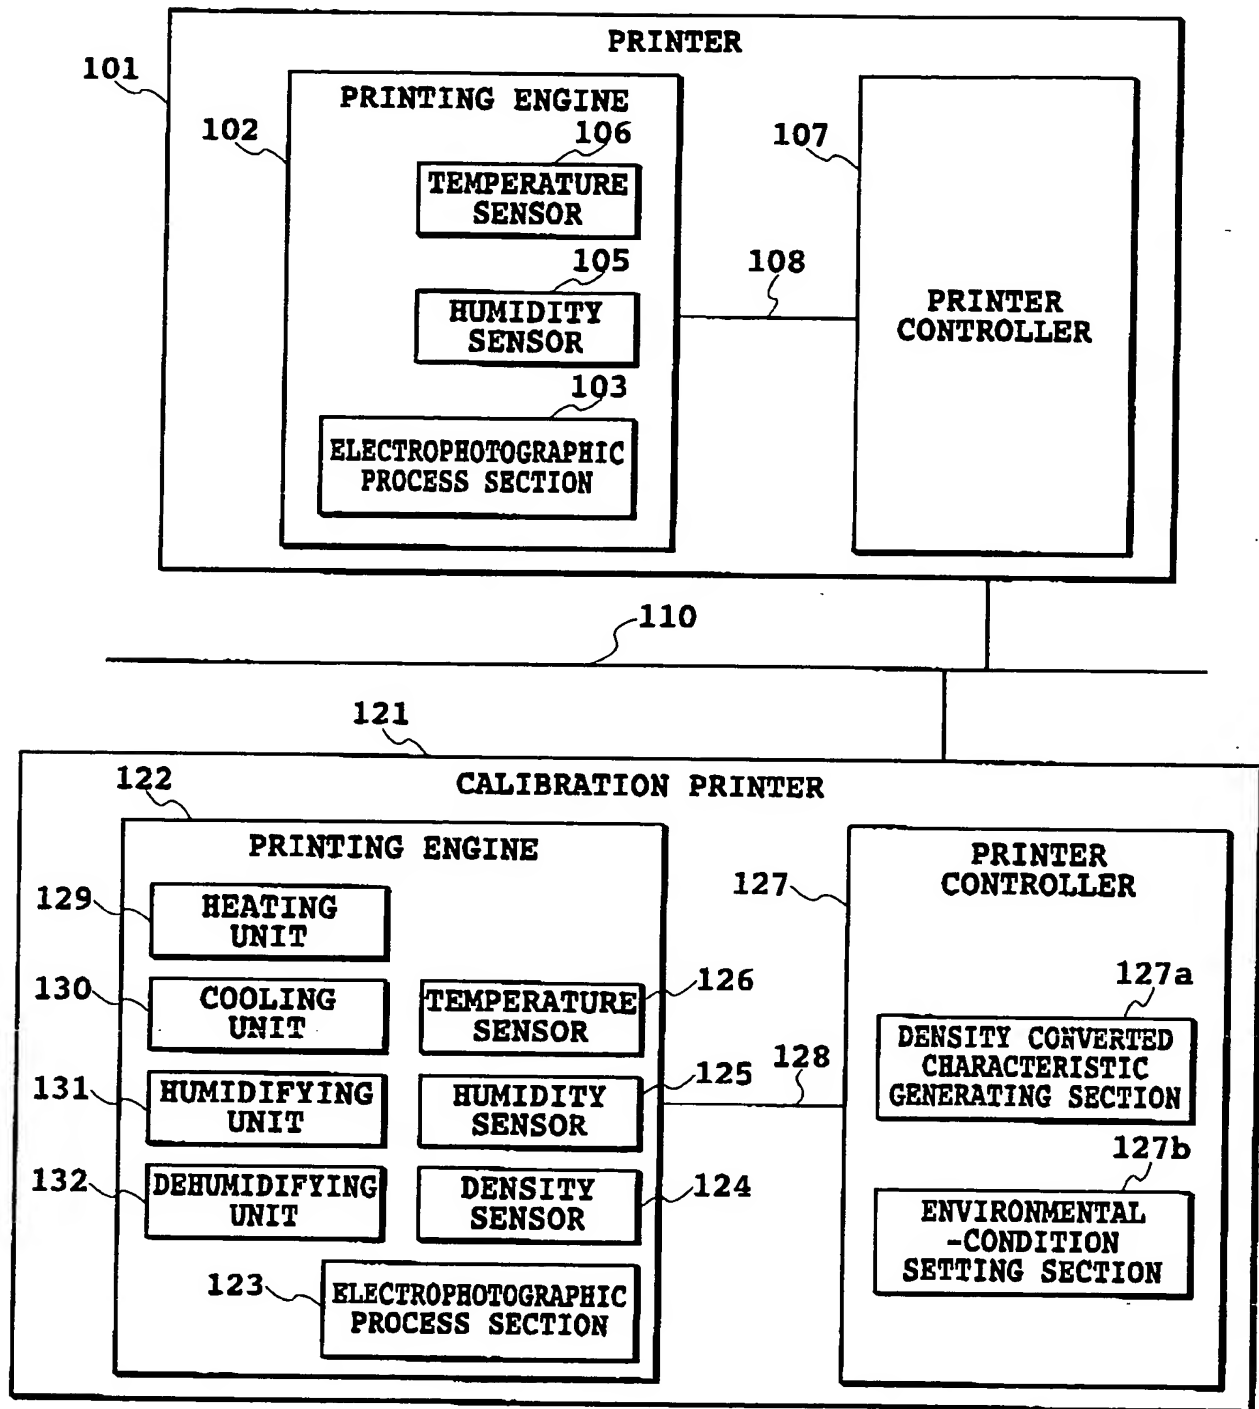 PRINTER
101
PRINTING ENGINE
102
106
107
TEMPERATURE
SENSOR
105
108
HUMIDITY
SENSOR
PRINTER
CONTROLLER
103
ELECTROPHOTOGRAPHIC
PROCESS SECTION
110
121
CALIBRATION PRINTER
122
PRINTING ENGINE
PRINTER
CONTROLLER
127
129
HEATING
UNIT
130
COOLING
UNIT
TEMPERATURE
SENSOR
126
127a
DENSITY CONVERTED
CHARACTERISTIC
GENERATING SECTION
131
HUMIDIFYING
UNIT
HUMIDITY
SENSOR
125
128
127b
132
DEHUMIDIFYING
UNIT
DENSITY
SENSOR
124
ENVIRONMENTAL
-CONDITION
SETTING SECTION
123
ELECTROPHOTOGRAPHIC
PROCESS SECTION